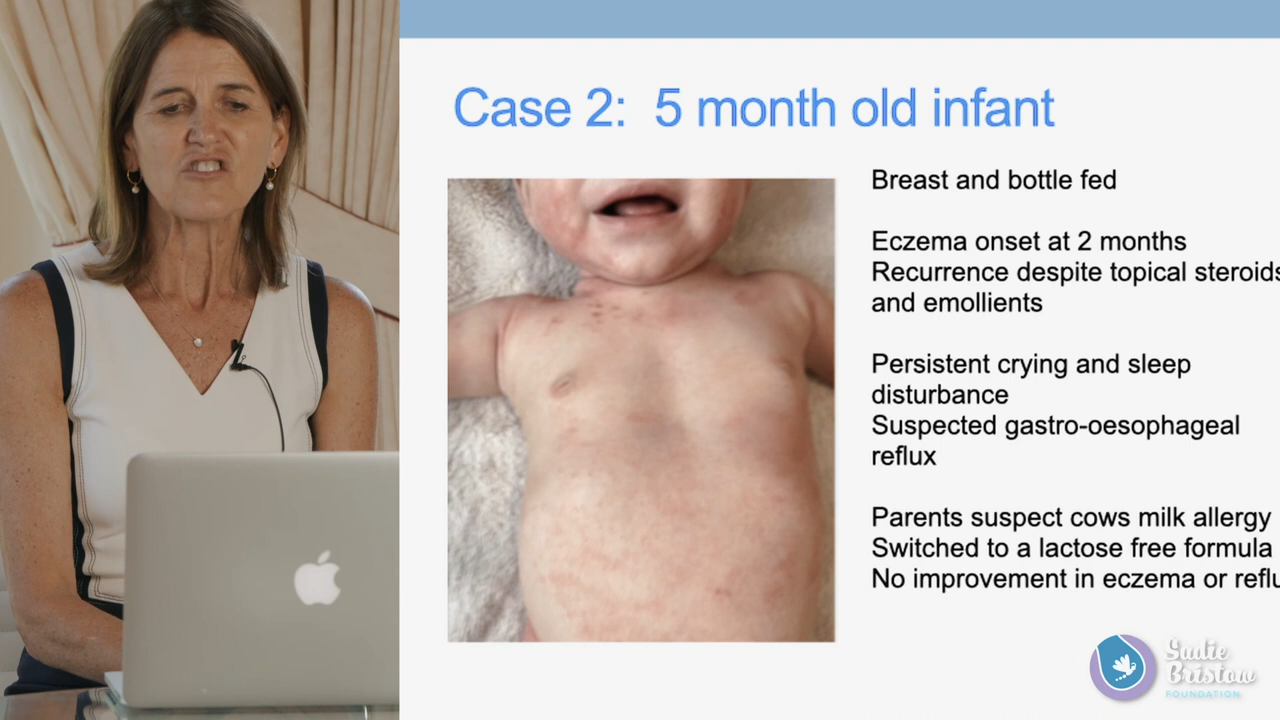 Case 2: 5 month old infant
Breast and bottle fed
Eczema onset at 2 months
Recurrence despite topical steroids
and emollients
Persistent crying and sleep
disturbance
Suspected gastro-oesophageal
reflux
Parents suspect cows milk allergy
Switched to a lactose free formula
No improvement in eczema or
Sadie
Bristow
FOUNDATION